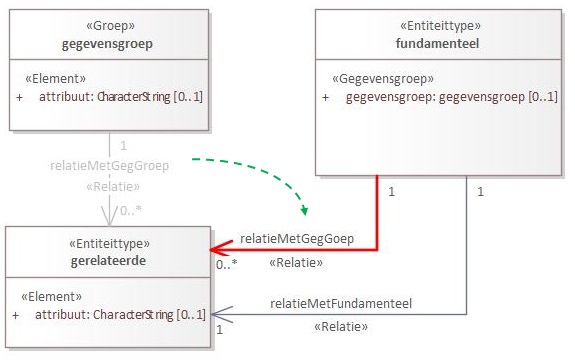 «Groep»
gegevensgroep
«Element»
+ attribuut: CharacterString [0..1]
«Entiteittype»
fundamenteel
«Gegevensgroep»
+ gegevensgroep: gegevensgroep [0..1]
1
relatieMetGegGroep
«Relatie»
0..*
1
1
relatieMetGegGoep
0..*
«Relatie»
«Entiteittype»
gerelateerde
«Element»
+ attribuut: CharacterString [0..1]
relatieMetFundamenteel
1
«Relatie»